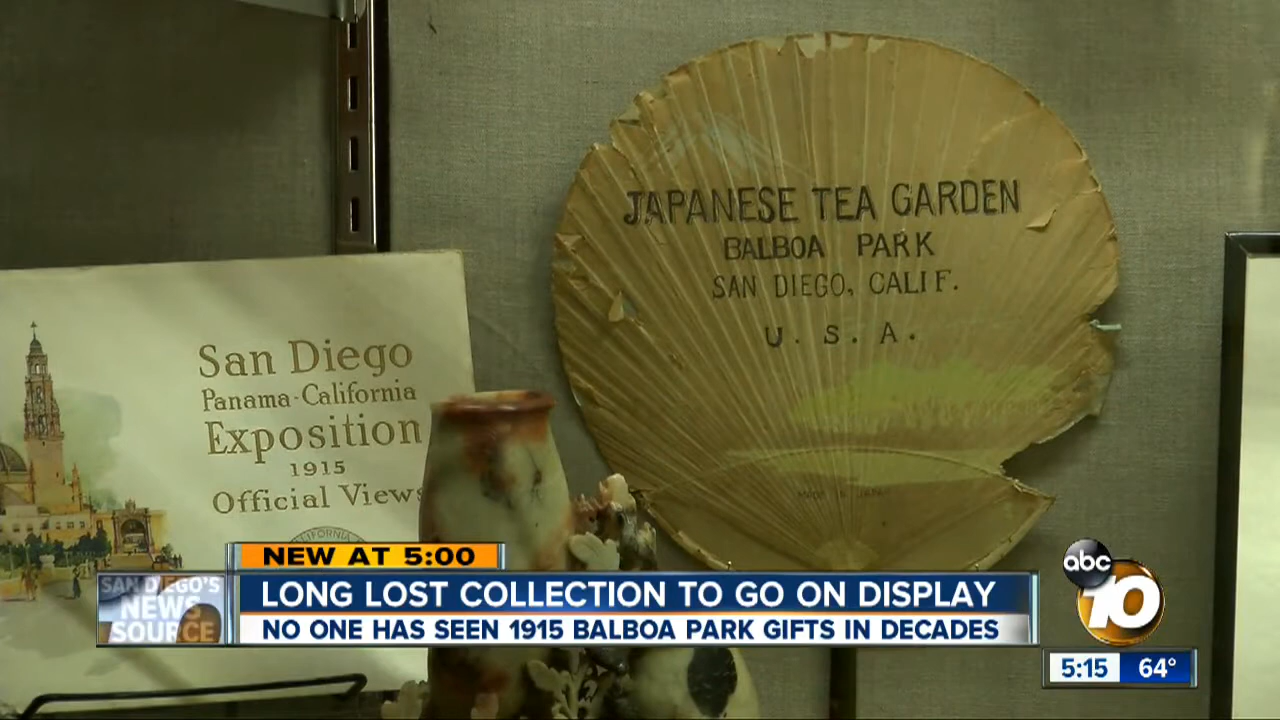 JAPANESE TEA GARDEN
BALBOA PARK
SAN DIEGO, CALIF.
U. S. A.
San Diego
Panama-California
Exposition
1915
Official Views
NEW AT 5:00
LONG LOST COLLECTION TO GO ON DISPLAY
NO ONE HAS SEEN 1915 BALBOA PARK GIFTS IN DECADES
SAN DIEGO'S
NEWS
SOURCE
abc
10
5:15 64°